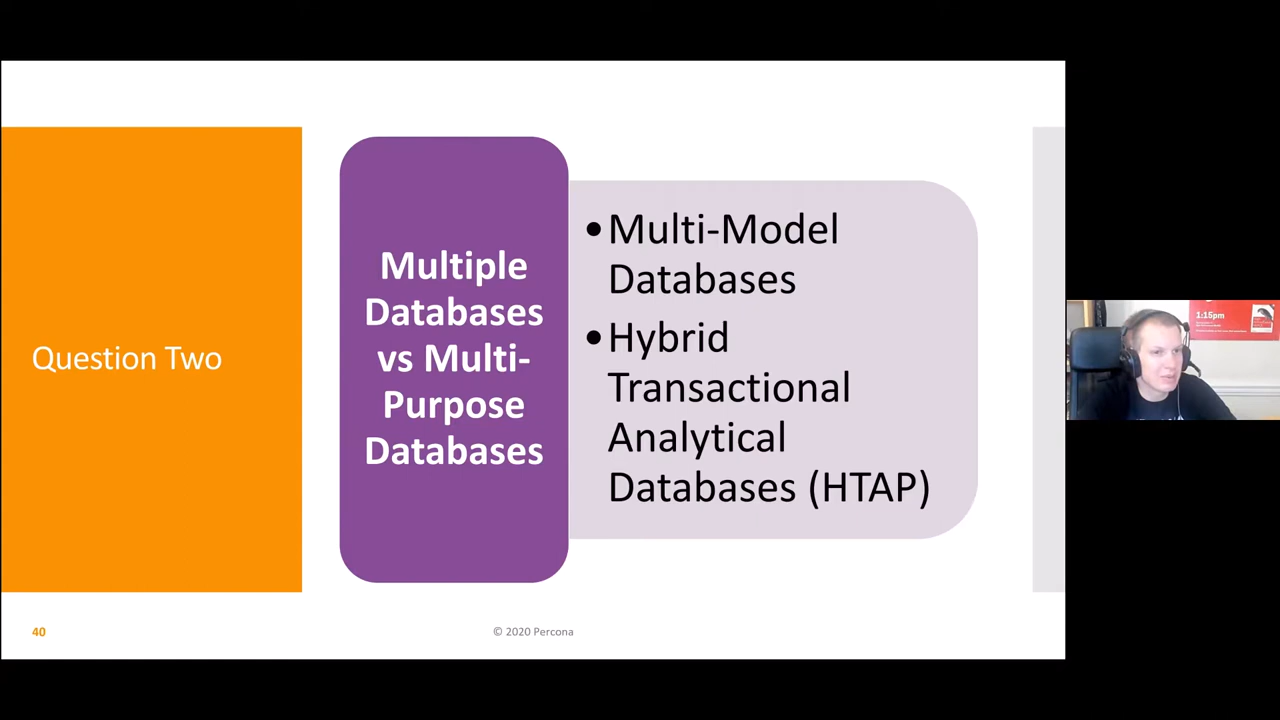 Question Two
Multiple
Databases
vs Multi-
Purpose
Databases
•Multi-Model
Databases
•Hybrid
Transactional
Analytical
Databases (HTAP)
40
© 2020 Percona
1:15pm